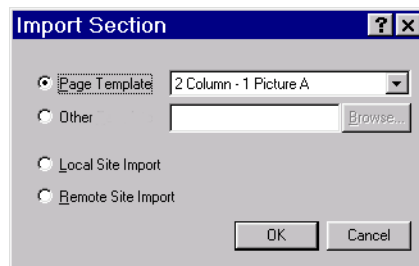 Import Section
Page Template 2 Column - 1 Picture A
Other Browse...
Local Site Import
Remote Site Import
OK Cancel